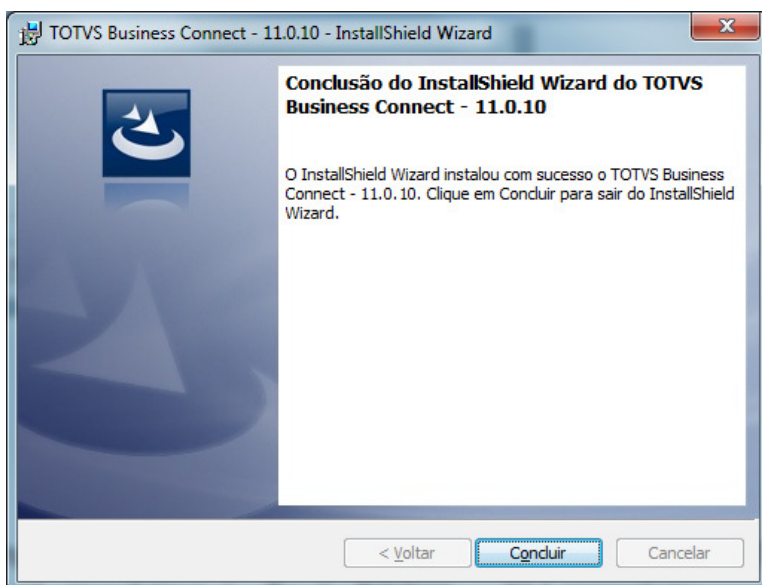 TOTVS Business Connect - 11.0.10 - InstallShield Wizard
Conclusão do InstallShield Wizard do TOTVS
Business Connect - 11.0.10
O InstallShield Wizard instalou com sucesso o TOTVS Business
Connect - 11.0.10. Clique em Concluir para sair do InstallShield
Wizard.
< Voltar
Concluir
Cancelar